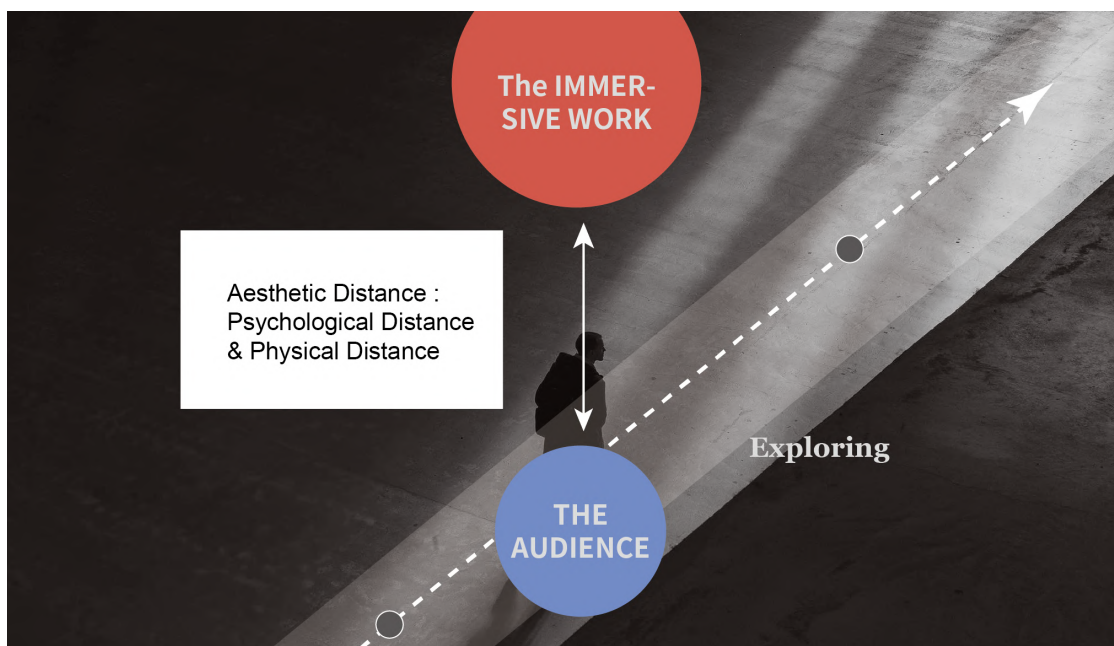 The IMMER-
SIVE WORK
Aesthetic Distance :
Psychological Distance
& Physical Distance
Exploring
THE
AUDIENCE